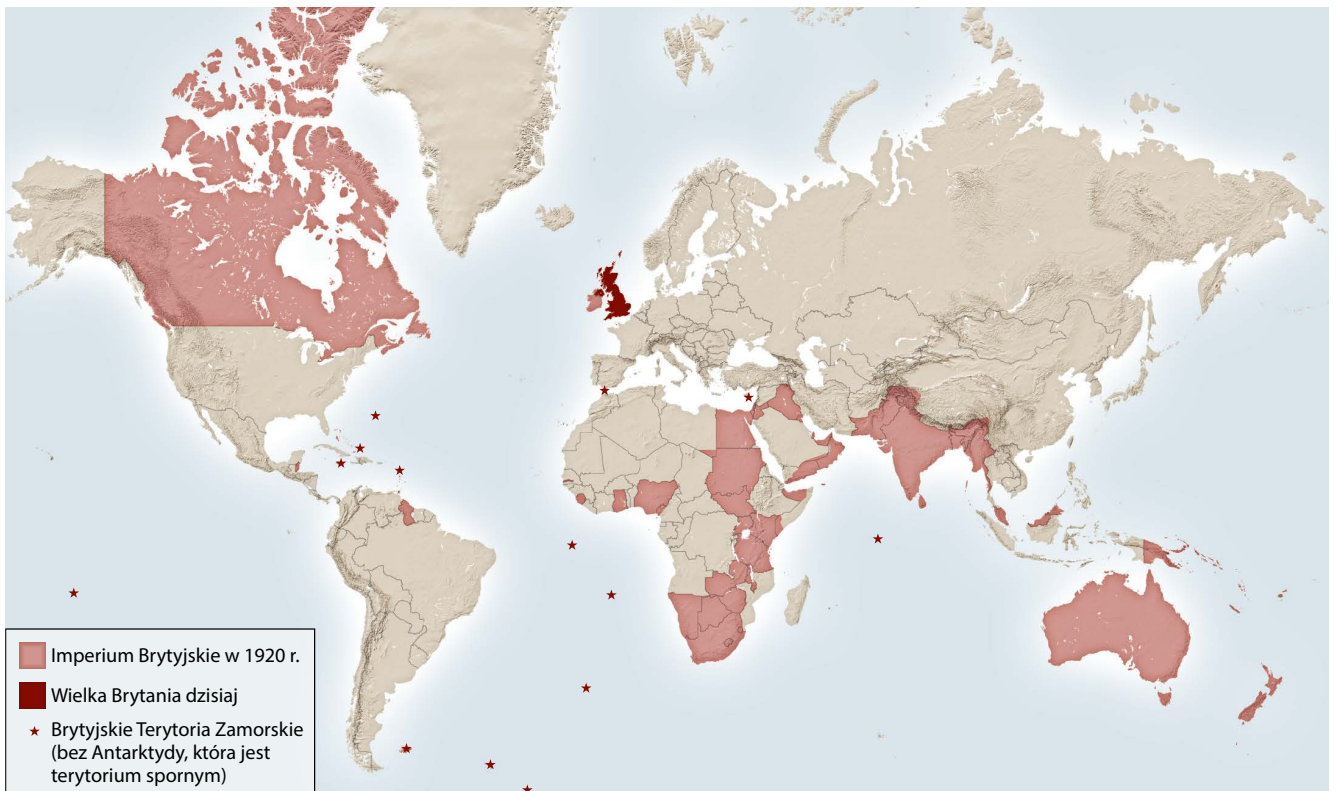 Imperium Brytyjskie w 1920 r.
Wielka Brytania dzisiaj
Brytyjskie Terytoria Zamorskie
(bez Antarktydy, która jest
terytorium spornym)